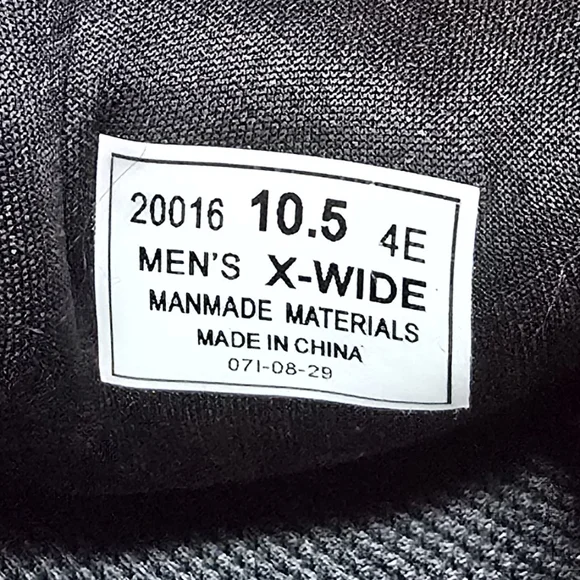 20016 10.5 4E
MEN'S X-WIDE
MANMADE MATERIALS
MADE IN CHINA
071-08-29